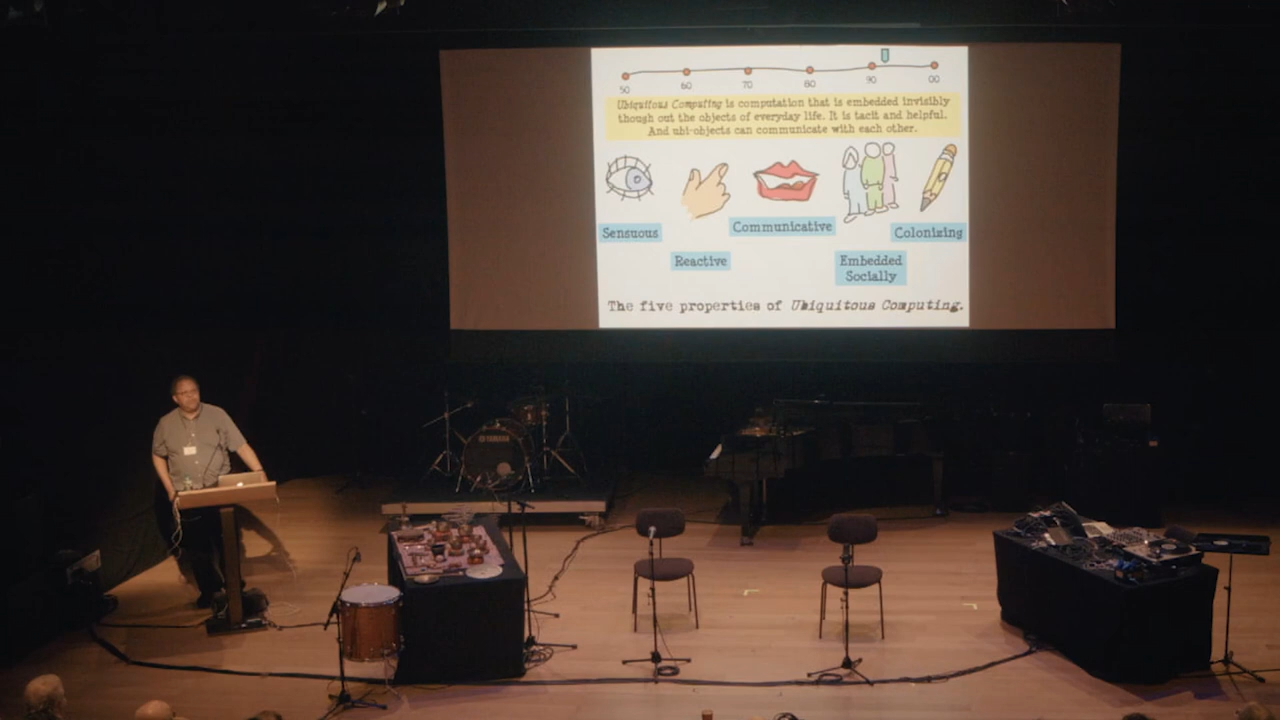 50 60 70 80 90 00
Ubiquitous Computing is computation that is embedded invisibly
though out the objects of everyday life. It is tacit and helpful.
And ubi-objects can communicate with each other.
Sensuous
Reactive
Communicative
Embedded
Socially
Colonizing
The five properties of Ubiquitous Computing.
YAMAHA